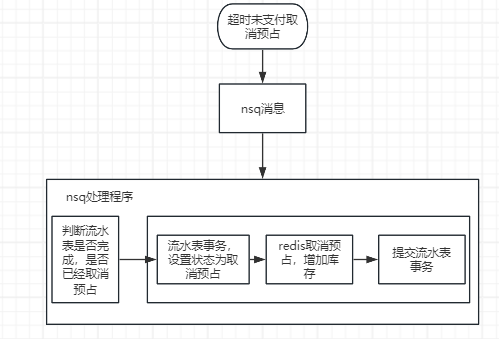 超时未支付取
消预占
nsq消息
nsq处理程序
判断流水
表是否完
成，是否
已经取消
预占
流水表事务，
设置状态为取
消预占
redis取消预
占，增加库
存
提交流水表
事务